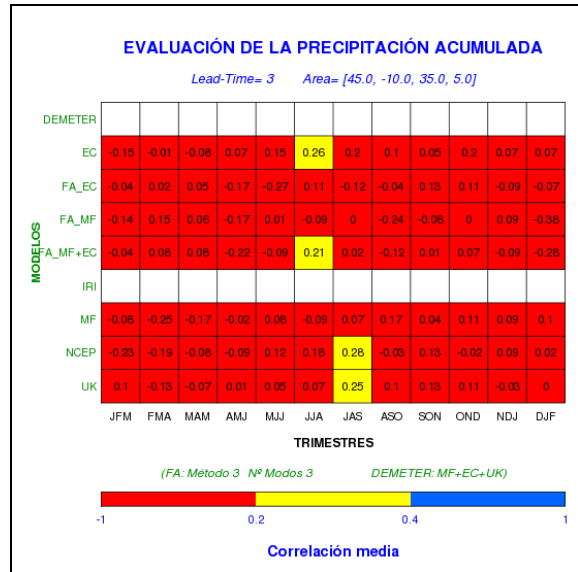 EVALUACIÓN DE LA PRECIPITACIÓN ACUMULADA
Lead-Time= 3 Area= [45.0, -10.0, 35.0, 5.0]
MODELOS
DEMETER
EC -0.15 -0.01 -0.08 0.07 0.15 0.26 0.2 0.1 0.05 0.2 0.07 0.07
FA_EC -0.04 0.02 0.05 -0.17 -0.27 0.11 -0.12 -0.04 0.13 0.11 -0.09 -0.07
FA_MF -0.14 0.15 0.06 -0.17 0.01 -0.09 0 -0.24 -0.08 0 -0.09 -0.38
FA_MF+EC -0.04 0.08 0.08 -0.22 -0.09 0.21 0.02 -0.12 0.01 0.07 -0.09 -0.28
IRI
MF -0.08 -0.25 -0.17 -0.02 0.08 -0.09 0.07 0.17 0.04 0.11 0.09 0.1
NCEP -0.23 -0.19 -0.08 -0.09 0.12 0.16 0.28 -0.03 0.13 -0.02 0.09 0.02
UK 0.1 -0.13 -0.07 0.01 0.05 0.07 0.25 0.1 0.13 0.11 -0.03 0
JFM FMA MAM AMJ MJJ JJA JAS ASO SON OND NDJ DJF
TRIMESTRES
(FA: Método 3 Nº Modos 3 DEMETER: MF+EC+UK)
-1 0.2 0.4 1
Correlación media